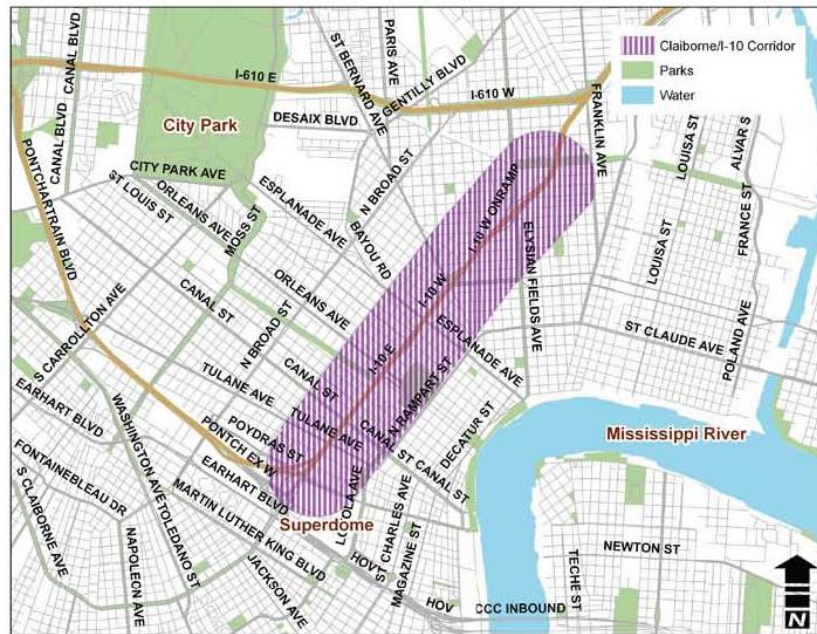 Claiborne/I-10 Corridor
Parks
Water
CANAL BLVD
CANAL BLVD
I-610 E
City Park
ST BERNARD AVE
PARIS AVE
GENTILLY BLVD
I-610 W
FRANKLIN AVE
LOUISA ST
ALVAR S
DESAIX BLVD
PONTCHARTRAIN BLVD
CITY PARK AVE
ST LOUIS ST
ORLEANS AVE
MOSS ST
ESPLANADE AVE
N BROAD ST
BAYOU RD
I-10 W ONRAMP
I-10 W
ELYSIAN FIELDS AVE
LOUISA ST
FRANCE ST
POLAND AVE
ST CLAUDE AVE
S CARROLLTON AVE
CANAL ST
N BROAD ST
ORLEANS AVE
I-10 E
ESPLANADE AVE
N RAMPART ST
TULANE AVE
CANAL ST
TULANE AVE
CANAL ST
CANAL ST
DECATUR ST
Mississippi River
EARHART BLVD
WASHINGTON AVE
POYDRAS ST
PONTCH EX W
EARHART BLVD
FONTAINEBLEAU DR
S CLAIBORNE AVE
NAPOLEON AVE
TOLEDANO ST
MARTIN LUTHER KING BLVD
JACKSON AVE
Superdome
LOYOLA AVE
ST CHARLES AVE
MAGAZINE ST
HOV
HOV
CCC INBOUND
TECHE ST
NEWTON ST
N